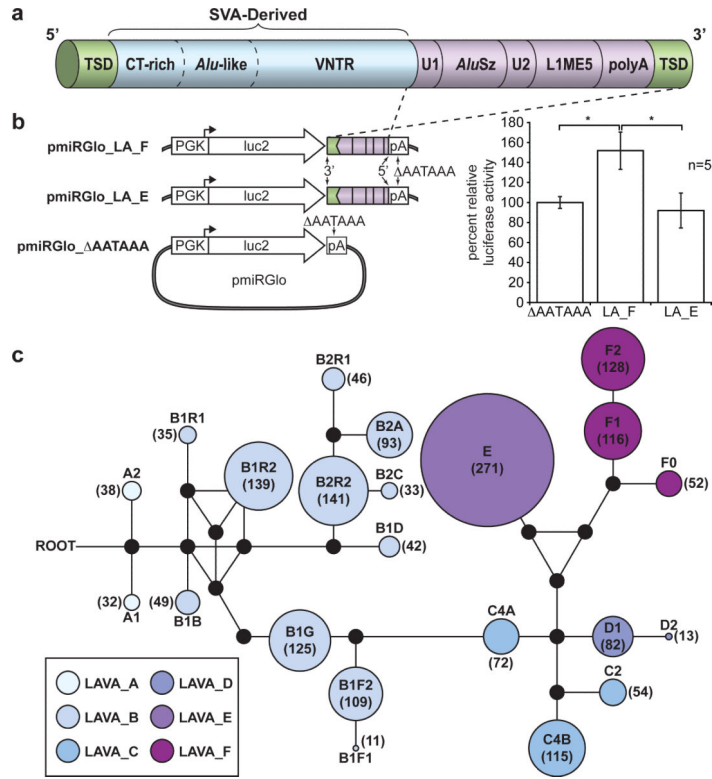 a
SVA-Derived
5’
3’
TSD
CT-rich
Alu-like
VNTR
U1
AluSz
U2
L1ME5
polyA
TSD
b
pmiRGlo_LA_F
PGK
luc2
pA
3’
5’
ΔAATAAA
pmiRGlo_LA_E
PGK
luc2
pA
ΔAATAAA
pmiRGlo_ΔAATAAA
PGK
luc2
pA
pmiRGlo
percent relative
luciferase activity
180
160
140
120
100
80
60
40
20
0
*
*
n=5
ΔAATAAA
LA_F
LA_E
c
ROOT
A2
(38)
(32)
A1
B1R1
(35)
(49)
B1B
B1R2
(139)
B2R1
(46)
B2A
(93)
B2R2
(141)
B2C
(33)
B1D
(42)
B1G
(125)
B1F2
(109)
(11)
B1F1
C4A
(72)
E
(271)
F2
(128)
F1
(116)
F0
(52)
D1
(82)
D2
(13)
C2
(54)
C4B
(115)
LAVA_A
LAVA_D
LAVA_B
LAVA_E
LAVA_C
LAVA_F